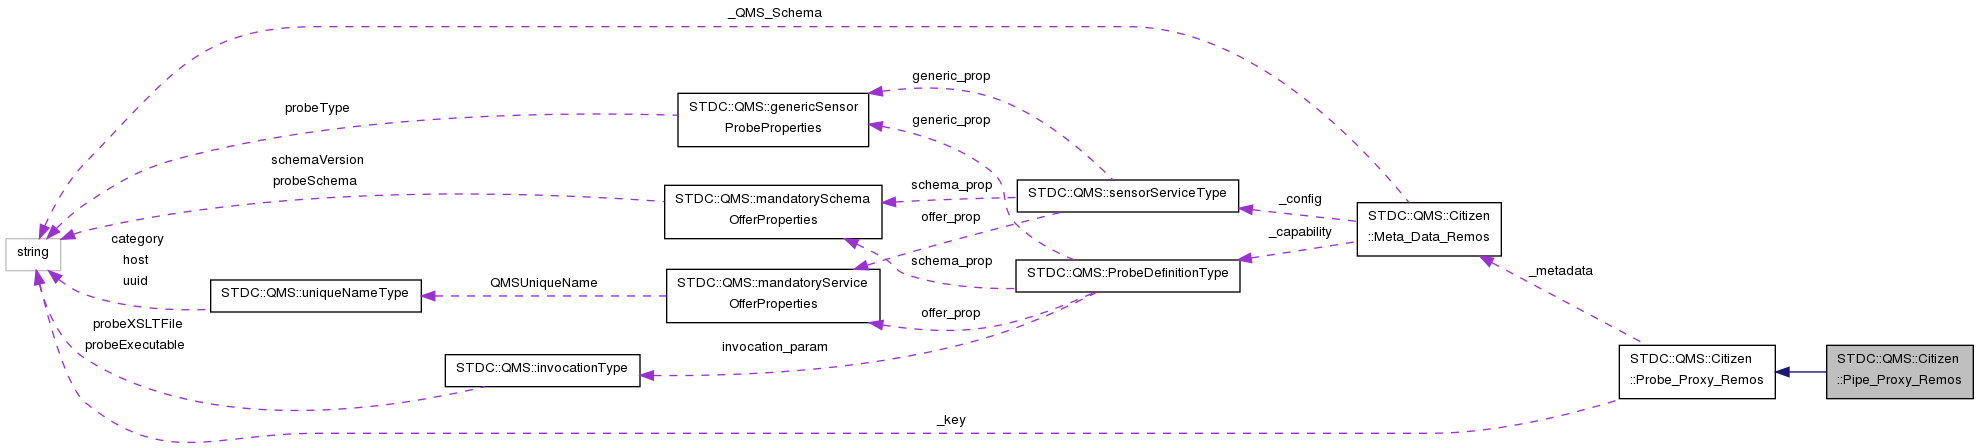 _QMS_Schema
generic_prop
probeType
STDC::QMS::genericSensor
ProbeProperties
generic_prop
schemaVersion
probeSchema
STDC::QMS::mandatorySchema
OfferProperties
schema_prop
STDC::QMS::sensorServiceType
_config
STDC::QMS::Citizen
::Meta_Data_Remos
offer_prop
_capability
string
category
host
uuid
schema_prop
STDC::QMS::ProbeDefinitionType
_metadata
STDC::QMS::uniqueNameType
QMSUniqueName
STDC::QMS::mandatoryService
OfferProperties
offer_prop
probeXSLTFile
probeExecutable
invocation_param
STDC::QMS::invocationType
STDC::QMS::Citizen
::Probe_Proxy_Remos
STDC::QMS::Citizen
::Pipe_Proxy_Remos
_key